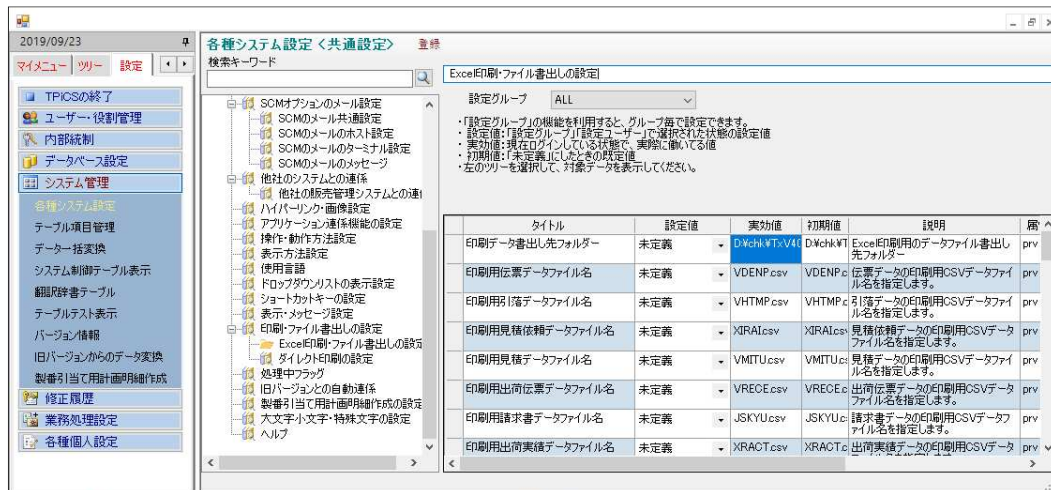 2019/09/23
マイメニュー ツリー 設定
TPiCSの終了
ユーザー・役割管理
内部統制
データベース設定
システム管理
各種システム設定
テーブル項目管理
データ一括変換
システム制御テーブル表示
翻訳辞書テーブル
テーブルテスト表示
バージョン情報
旧バージョンからのデータ変換
製番引当て用計画明細作成
修正履歴
業務処理設定
各種個人設定
各種システム設定 <共通設定> 登録
検索キーワード
SCMオプションのメール設定
SCMのメール共通設定
SCMのメールのホスト設定
SCMのメールのターミナル設定
SCMのメールのメッセージ
他社のシステムとの連係
他社の販売管理システムとの連
ハイパーリンク・画像設定
アプリケーション連係機能の設定
操作・動作方法設定
表示方法設定
使用言語
ドロップダウンリストの表示設定
ショートカットキーの設定
表示・メッセージ設定
印刷・ファイル書出しの設定
Excel印刷・ファイル書出しの設定
ダイレクト印刷の設定
処理中フラッグ
旧バージョンとの自動連係
製番引当て用計画明細作成の設定
大文字小文字・特殊文字の設定
ヘルプ
Excel印刷・ファイル書出しの設定
設定グループ ALL
・「設定グループ」の機能を利用すると、グループ毎で設定できます。
・設定値:「設定グループ」「設定ユーザー」で選択された状態の設定値
・実効値:現在ログインしている状態で、実際に働いてる値
・初期値:「未定義」にしたときの既定値
・左のツリーを選択して、対象データを表示してください。
タイトル 設定値 実効値 初期値 説明 属
印刷データ書出し先フォルダー 未定義 D:¥chk¥TxV40 D:¥chk¥T Excel印刷用のデータファイル書出し先フォルダー prv
印刷用伝票データファイル名 未定義 VDENP.csv VDENP.c 伝票データの印刷用CSVデータファイル名を指定します。 prv
印刷用引落データファイル名 未定義 VHTMP.csv VHTMP.c 引落データの印刷用CSVデータファイル名を指定します。 prv
印刷用見積依頼データファイル名 未定義 XIRAI.csv XIRAI.csv 見積依頼データの印刷用CSVデータファイル名を指定します。 prv
印刷用見積データファイル名 未定義 VMITU.csv VMITU.c 見積データの印刷用CSVデータファイル名を指定します。 prv
印刷用出荷伝票データファイル名 未定義 VRECE.csv VRECE.c 出荷伝票データの印刷用CSVデータファイル名を指定します。 prv
印刷用請求書データファイル名 未定義 JSKYU.csv JSKYU.c 請求書データの印刷用CSVデータファイル名を指定します。 prv
印刷用出荷実績データファイル名 未定義 XRACT.csv XRACT.c 出荷実績データの印刷用CSVデータ prv